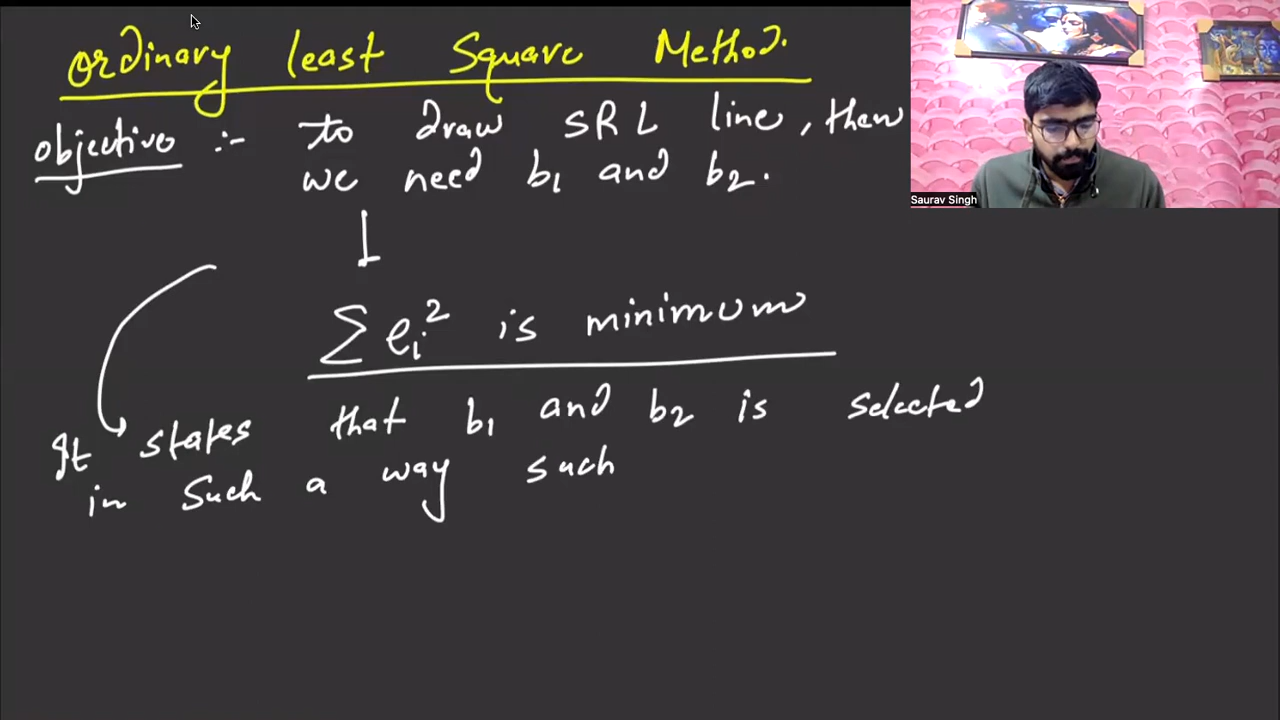 Ordinary least Square Method.
objective :- to draw SRL line, then
we need b1 and b2.
∑ ei² is minimum
It states that b1 and b2 is selected
in such a way such
Saurav Singh